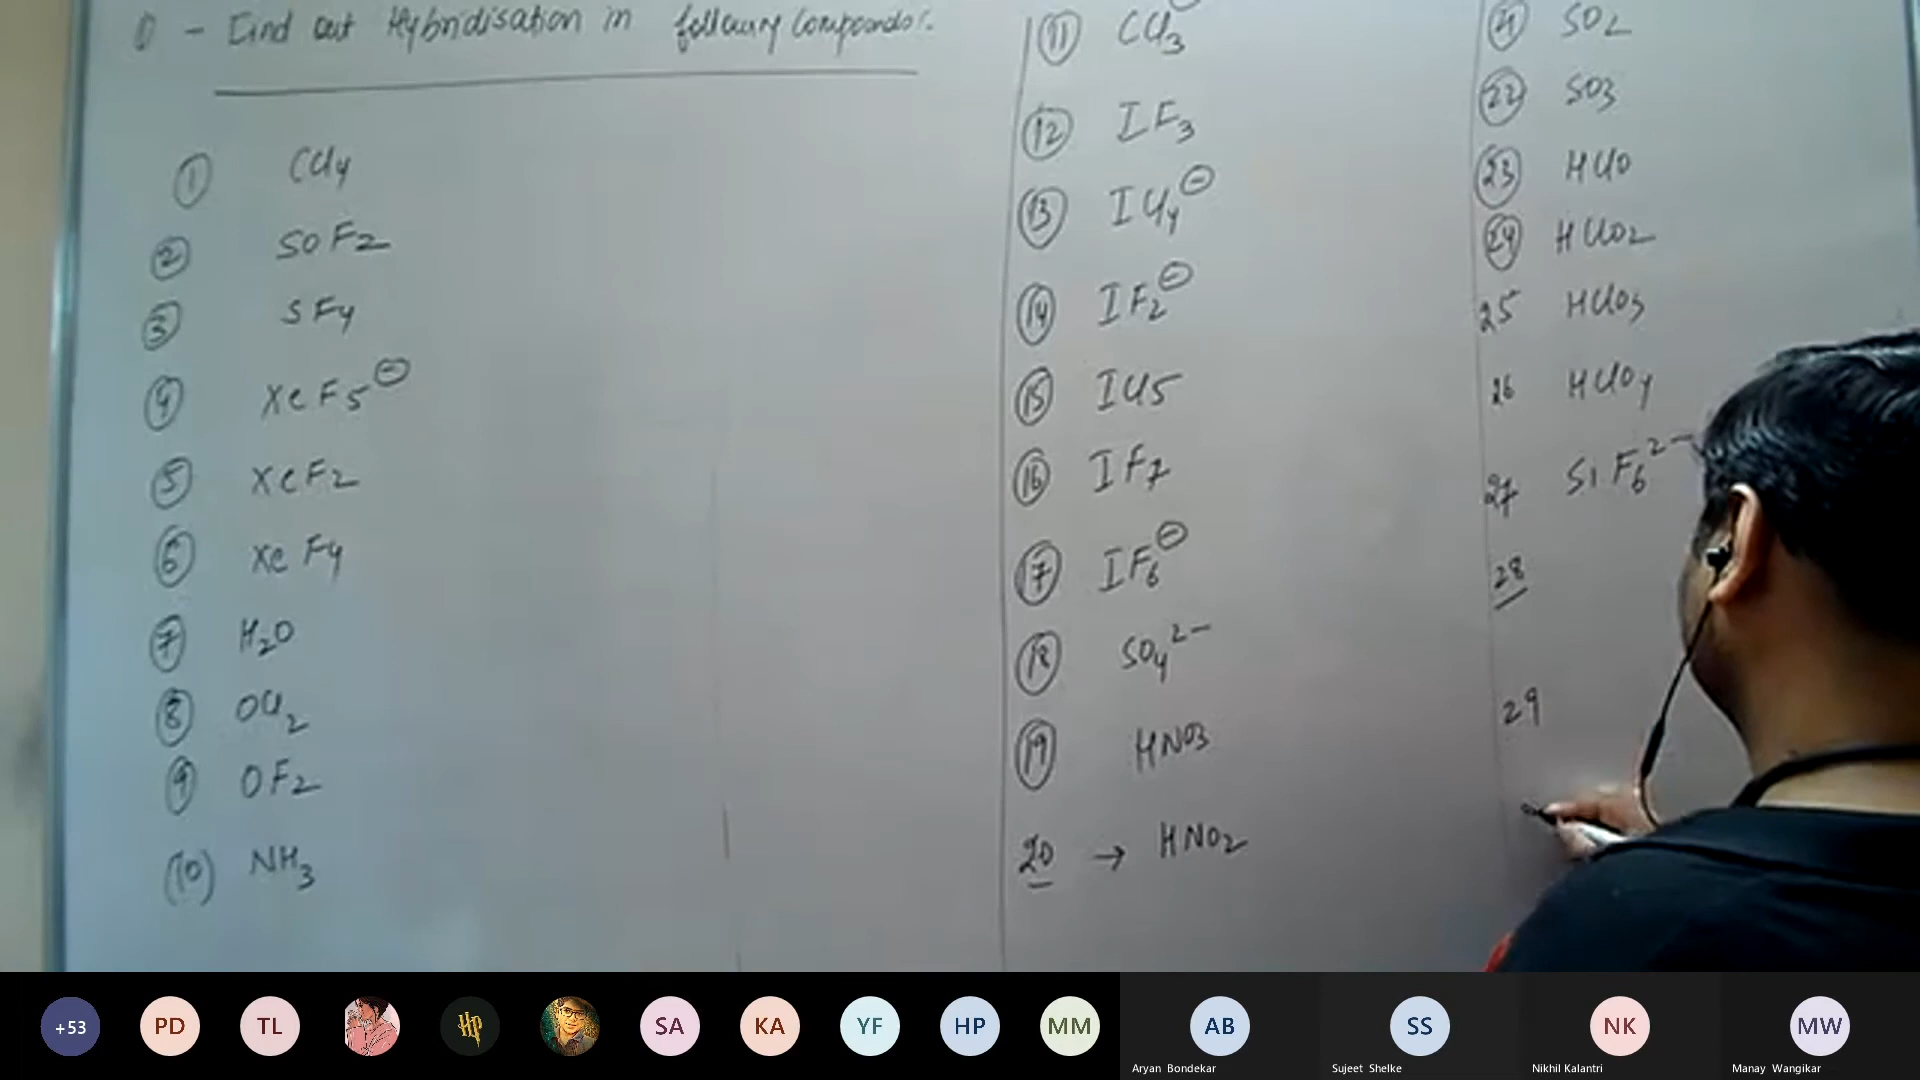 Q - Find out Hybridisation in following compounds.
① CCl4
② SOF2
③ SF4
④ XeF5⊖
⑤ XeF2
⑥ XeF4
⑦ H2O
⑧ OCl2
⑨ OF2
(10) NH3
⑪ CCl3
⑫ IF3
⑬ ICl4⊖
⑭ IF2⊖
⑮ ICl5
⑯ IF7
⑰ IF6⊖
⑱ SO4 2-
⑲ HNO3
20 → HNO2
㉑ SO2
㉒ SO3
㉓ HClO
㉔ HClO2
25 HClO3
26 HClO4
27 SiF6 2-
28
29
+53
PD
TL
HP
SA
KA
YF
HP
MM
AB
SS
NK
MW
Aryan Bondekar
Sujeet Shelke
Nikhil Kalantri
Manay Wangikar